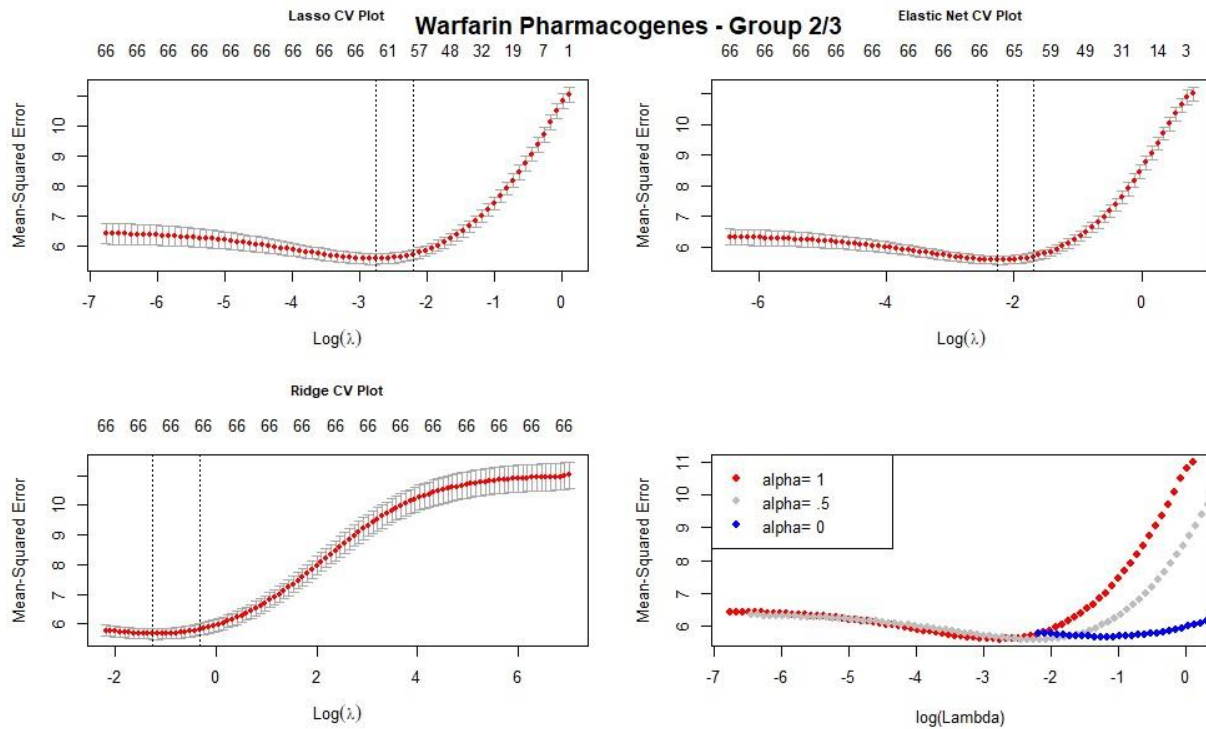 Warfarin Pharmacogenes - Group 2/3
Lasso CV Plot
66 66 66 66 66 66 66 66 61 57 48 32 19 7 1
Mean-Squared Error
10
9
8
7
6
-7 -6 -5 -4 -3 -2 -1 0
Log(λ)
Elastic Net CV Plot
66 66 66 66 66 66 66 66 65 59 49 31 14 3
Mean-Squared Error
10
9
8
7
6
-6 -4 -2 0
Log(λ)
Ridge CV Plot
66 66 66 66 66 66 66 66 66 66 66 66 66 66 66
Mean-Squared Error
10
9
8
7
6
-2 0 2 4 6
Log(λ)
alpha= 1
alpha= .5
alpha= 0
Mean-Squared Error
11
10
9
8
7
6
-7 -6 -5 -4 -3 -2 -1 0
log(Lambda)